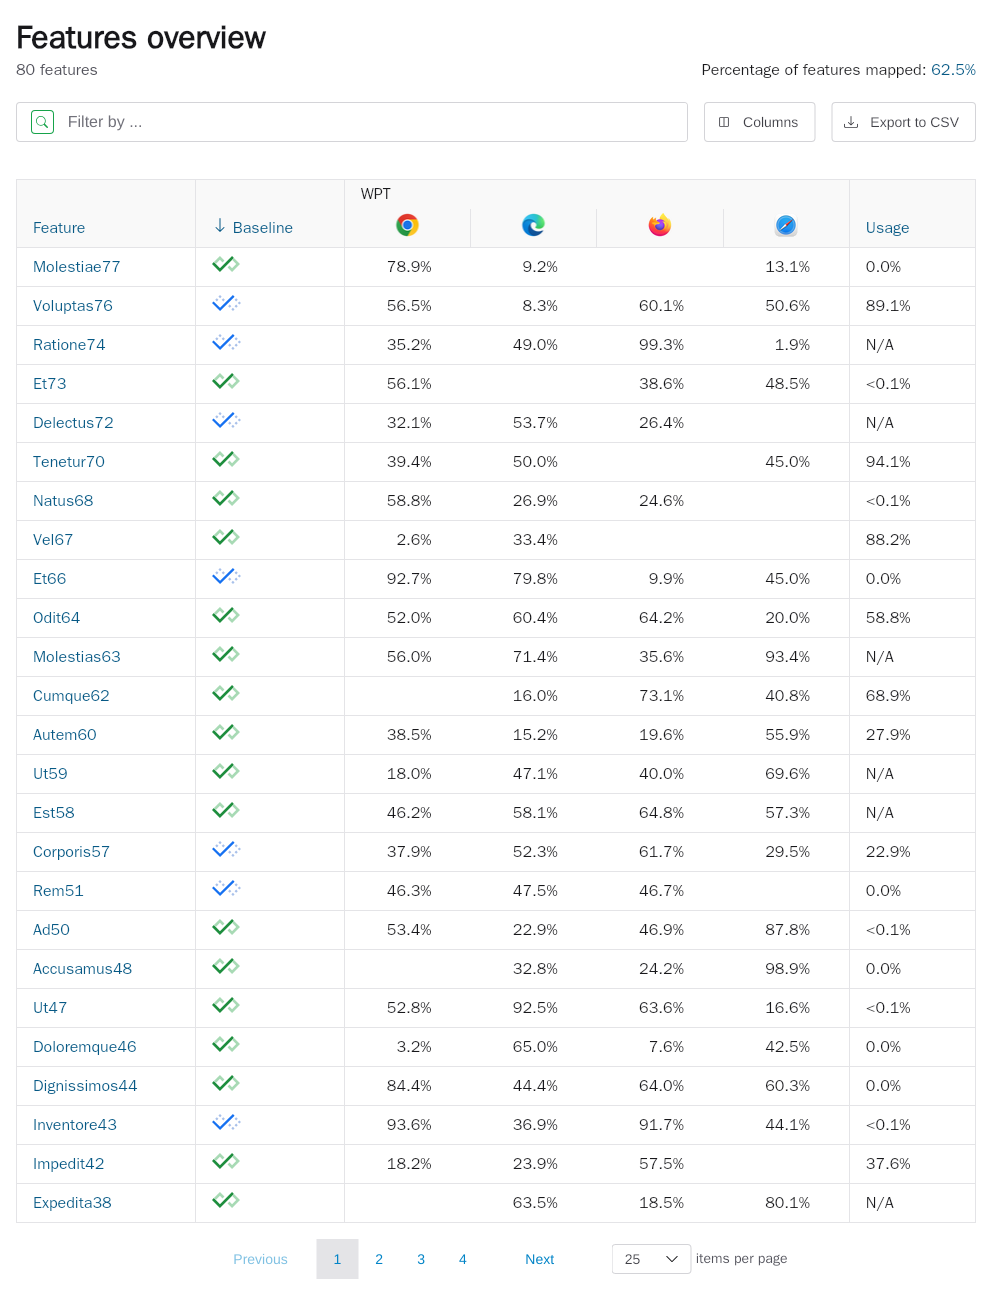 Features overview
80 features
Percentage of features mapped: 62.5%
Filter by ...
Columns
Export to CSV
WPT
Feature Baseline Usage
Molestiae77 78.9% 9.2% 13.1% 0.0%
Voluptas76 56.5% 8.3% 60.1% 50.6% 89.1%
Ratione74 35.2% 49.0% 99.3% 1.9% N/A
Et73 56.1% 38.6% 48.5% <0.1%
Delectus72 32.1% 53.7% 26.4% N/A
Tenetur70 39.4% 50.0% 45.0% 94.1%
Natus68 58.8% 26.9% 24.6% <0.1%
Vel67 2.6% 33.4% 88.2%
Et66 92.7% 79.8% 9.9% 45.0% 0.0%
Odit64 52.0% 60.4% 64.2% 20.0% 58.8%
Molestias63 56.0% 71.4% 35.6% 93.4% N/A
Cumque62 16.0% 73.1% 40.8% 68.9%
Autem60 38.5% 15.2% 19.6% 55.9% 27.9%
Ut59 18.0% 47.1% 40.0% 69.6% N/A
Est58 46.2% 58.1% 64.8% 57.3% N/A
Corporis57 37.9% 52.3% 61.7% 29.5% 22.9%
Rem51 46.3% 47.5% 46.7% 0.0%
Ad50 53.4% 22.9% 46.9% 87.8% <0.1%
Accusamus48 32.8% 24.2% 98.9% 0.0%
Ut47 52.8% 92.5% 63.6% 16.6% <0.1%
Doloremque46 3.2% 65.0% 7.6% 42.5% 0.0%
Dignissimos44 84.4% 44.4% 64.0% 60.3% 0.0%
Inventore43 93.6% 36.9% 91.7% 44.1% <0.1%
Impedit42 18.2% 23.9% 57.5% 37.6%
Expedita38 63.5% 18.5% 80.1% N/A
Previous 1 2 3 4 Next 25 items per page